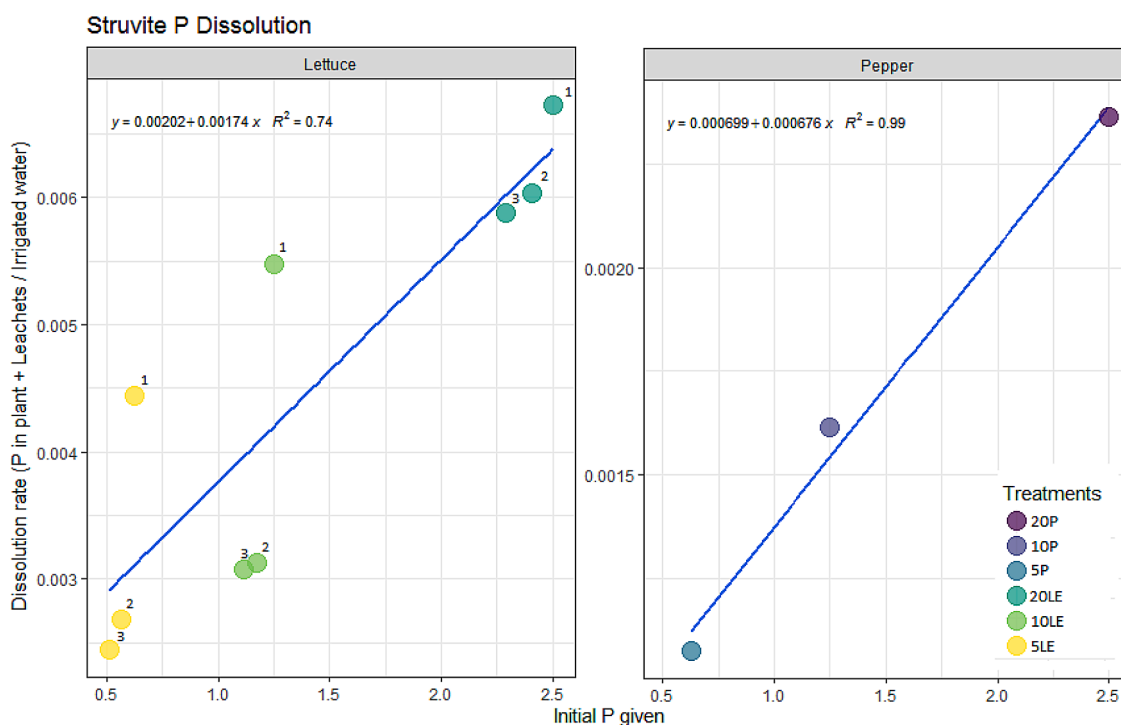 Struvite P Dissolution
Lettuce
Pepper
y = 0.00202+0.00174 x R² = 0.74
y = 0.000699+0.000676 x R² = 0.99
Dissolution rate (P in plant + Leachets / Irrigated water)
0.006
0.005
0.004
0.003
1
2
3
1
1
3
2
2
3
0.5
1.0
1.5
2.0
2.5
0.0020
0.0015
0.5
1.0
1.5
2.0
2.5
Initial P given
Treatments
20P
10P
5P
20LE
10LE
5LE